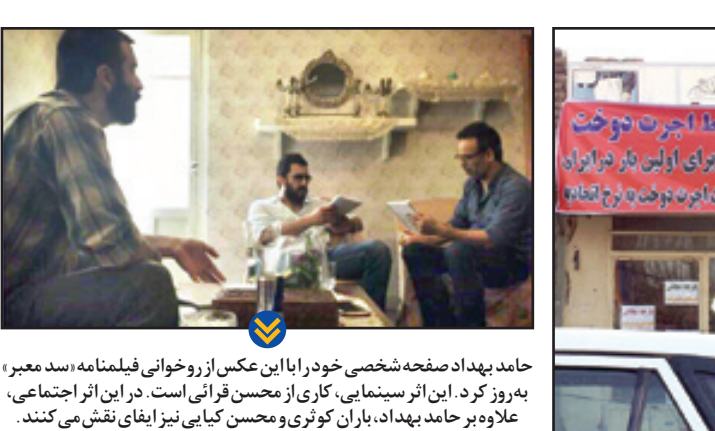 حامد بهداد صفحه شخصی خود را با این عکس از روخوانی فیلمنامه «سد معبر»
به‌روز کرد. این اثر سینمایی، کاری از محسن قرائی است. در این اثر اجتماعی،
علاوه بر حامد بهداد، باران کوثری و محسن کیایی نیز ایفای نقش می‌کنند.
اجرت دوخت
برای اولین بار در ایران
اجرت دوخت به نرخ اتحادیه